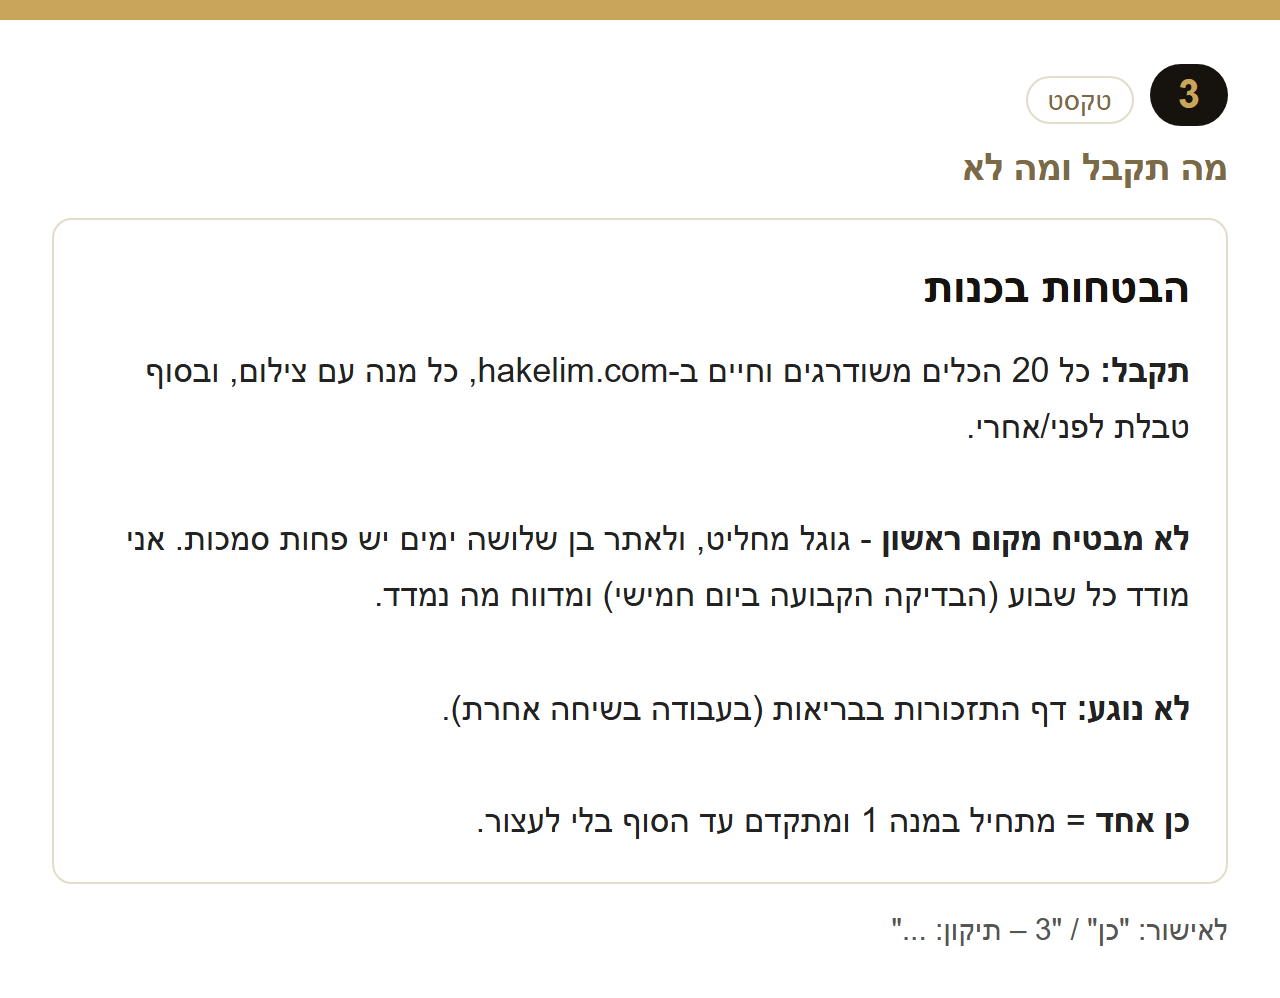 3
טקסט
מה תקבל ומה לא
הבטחות בכנות
תקבל: כל 20 הכלים משודרגים וחיים ב-hakelim.com, כל מנה עם צילום, ובסוף
טבלת לפני/אחרי.
לא מבטיח מקום ראשון - גוגל מחליט, ולאתר בן שלושה ימים יש פחות סמכות. אני
מודד כל שבוע (הבדיקה הקבועה ביום חמישי) ומדווח מה נמדד.
לא נוגע: דף התזכורות בבריאות (בעבודה בשיחה אחרת).
כן אחד = מתחיל במנה 1 ומתקדם עד הסוף בלי לעצור.
לאישור: "כן" / "3 – תיקון: ..."